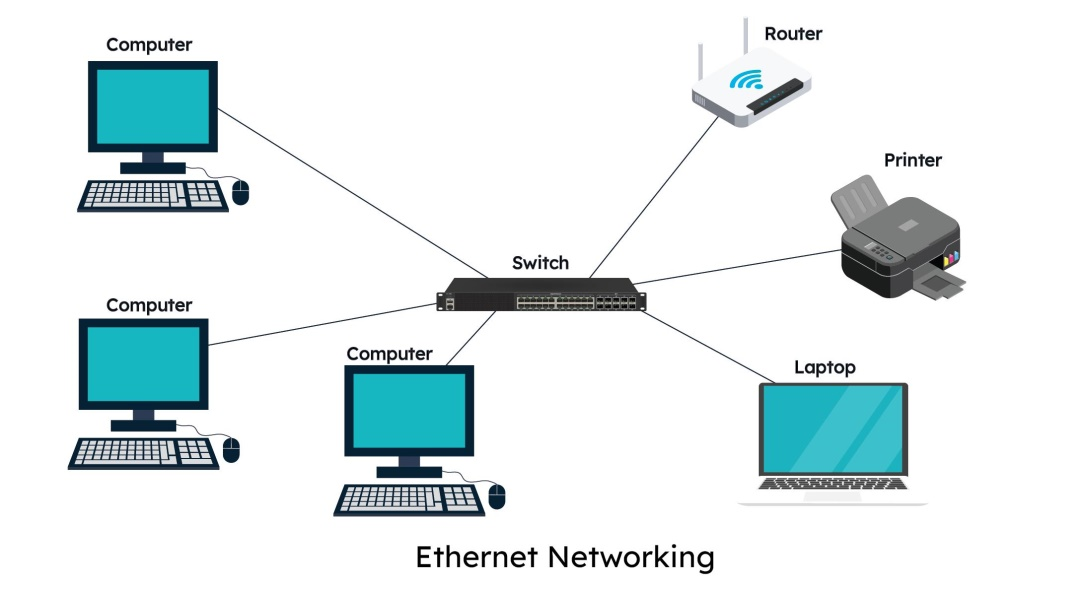 Computer
Router
Printer
Switch
Computer
Computer
Laptop
Ethernet Networking